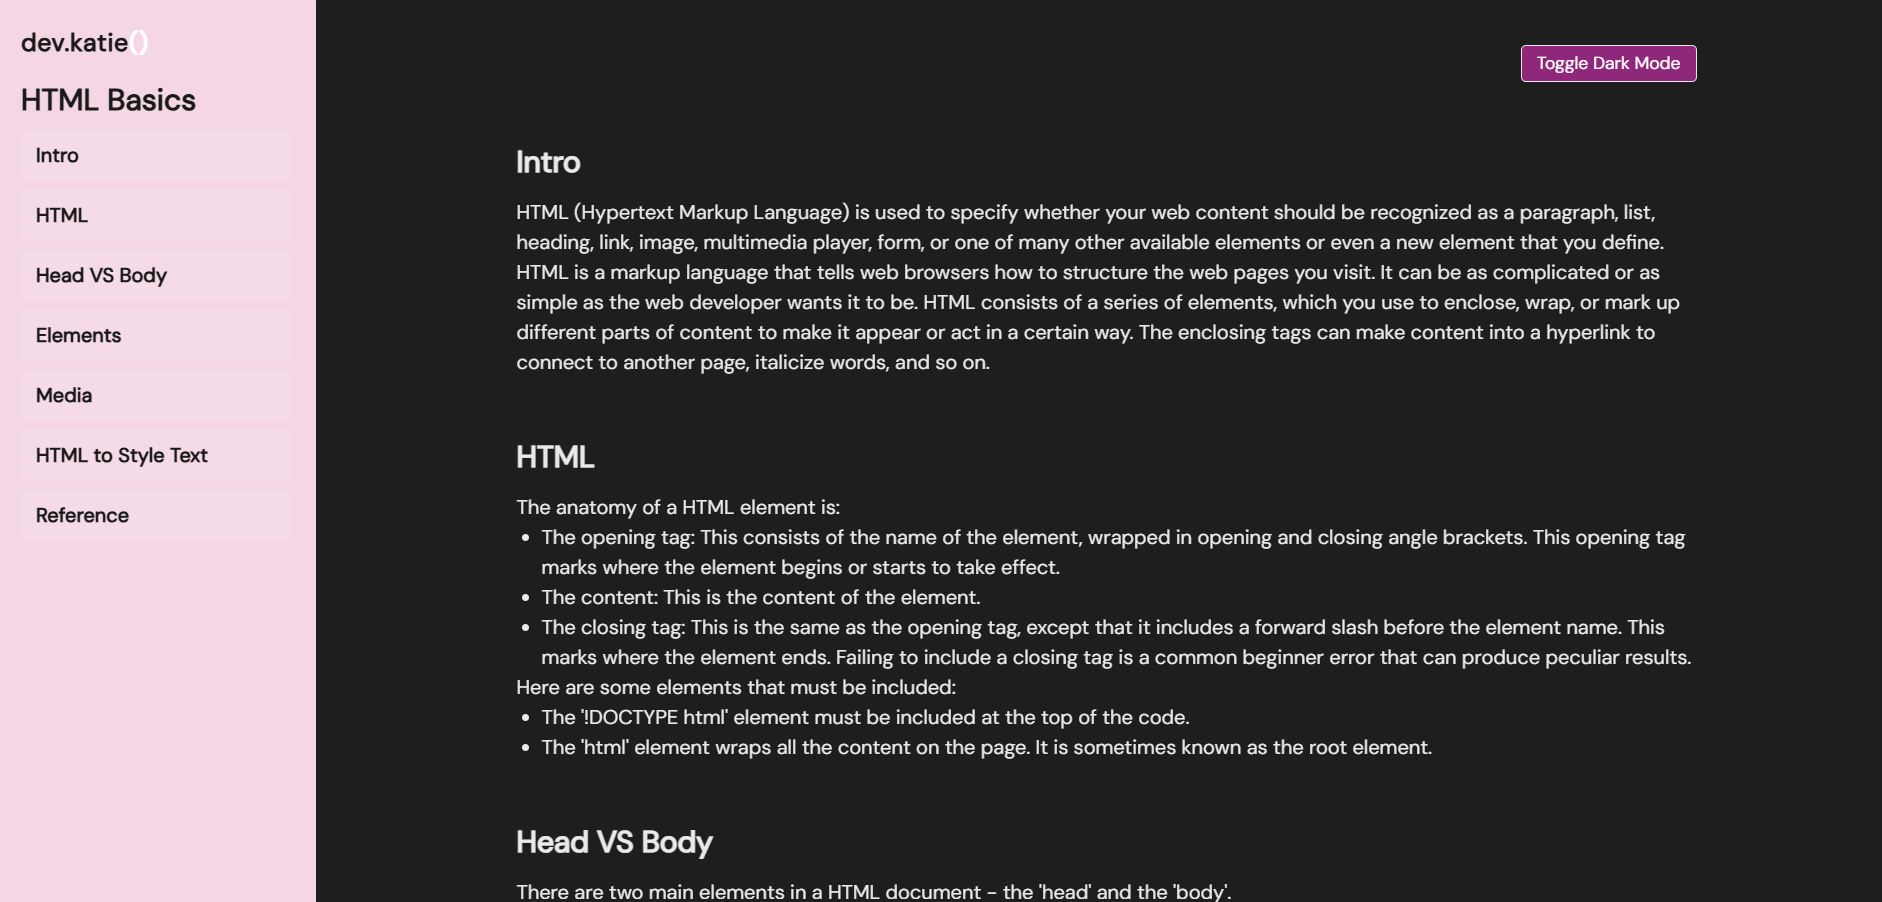 dev.katie()
HTML Basics
Intro
HTML
Head VS Body
Elements
Media
HTML to Style Text
Reference
Toggle Dark Mode
Intro
HTML (Hypertext Markup Language) is used to specify whether your web content should be recognized as a paragraph, list,
heading, link, image, multimedia player, form, or one of many other available elements or even a new element that you define.
HTML is a markup language that tells web browsers how to structure the web pages you visit. It can be as complicated or as
simple as the web developer wants it to be. HTML consists of a series of elements, which you use to enclose, wrap, or mark up
different parts of content to make it appear or act in a certain way. The enclosing tags can make content into a hyperlink to
connect to another page, italicize words, and so on.
HTML
The anatomy of a HTML element is:
• The opening tag: This consists of the name of the element, wrapped in opening and closing angle brackets. This opening tag
marks where the element begins or starts to take effect.
• The content: This is the content of the element.
• The closing tag: This is the same as the opening tag, except that it includes a forward slash before the element name. This
marks where the element ends. Failing to include a closing tag is a common beginner error that can produce peculiar results.
Here are some elements that must be included:
• The '!DOCTYPE html' element must be included at the top of the code.
• The 'html' element wraps all the content on the page. It is sometimes known as the root element.
Head VS Body
There are two main elements in a HTML document - the 'head' and the 'body'.